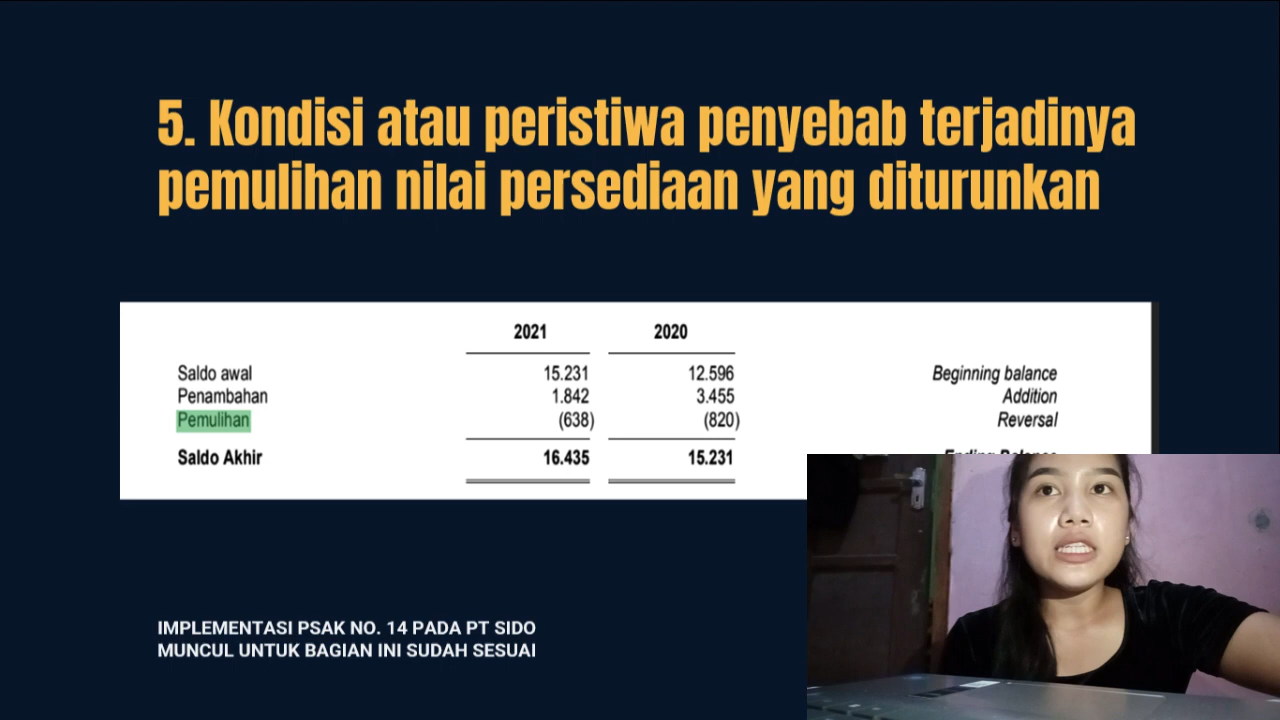 5. Kondisi atau peristiwa penyebab terjadinya
pemulihan nilai persediaan yang diturunkan
2021 2020
Saldo awal 15.231 12.596 Beginning balance
Penambahan 1.842 3.455 Addition
Pemulihan (638) (820) Reversal
Saldo Akhir 16.435 15.231 Ending Balance
IMPLEMENTASI PSAK NO. 14 PADA PT SIDO
MUNCUL UNTUK BAGIAN INI SUDAH SESUAI